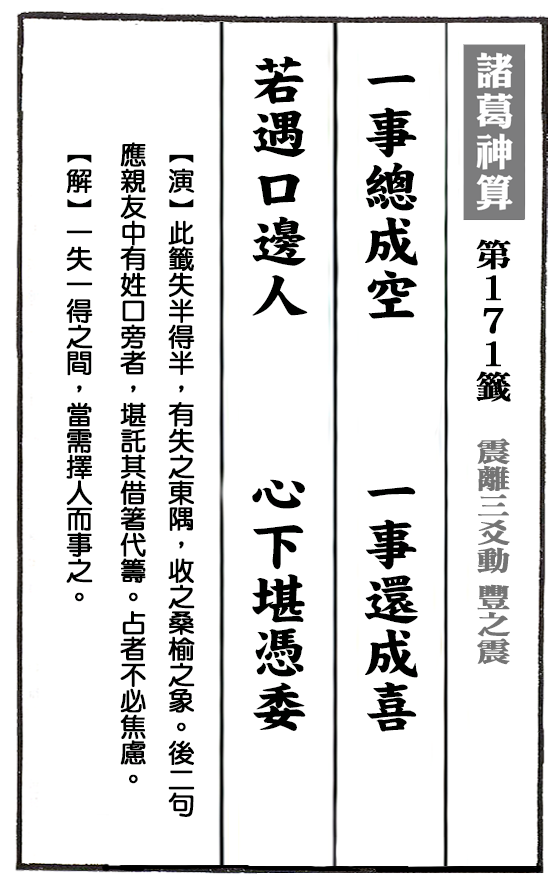 諸葛神算 第171籤 震離三爻動 豐之震
一事總成空 一事還成喜
若遇口邊人 心下堪憑委
【演】此籤失半得半，有失之東隅，收之桑榆之象。後二句
應親友中有姓口旁者，堪託其借箸代籌。占者不必焦慮。
【解】一失一得之間，當需擇人而事之。